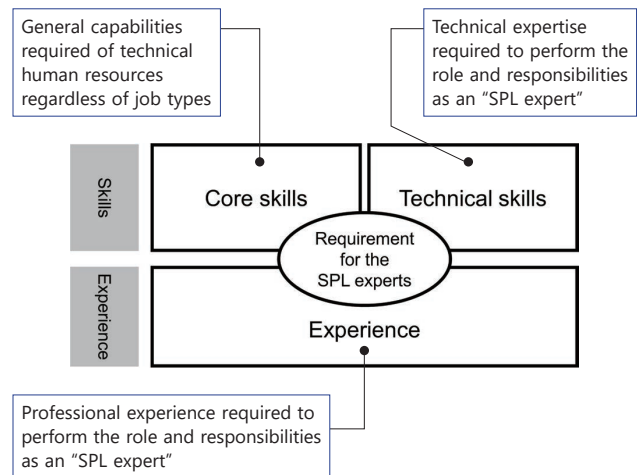 General capabilities
required of technical
human resources
regardless of job types
Technical expertise
required to perform the
role and responsibilities
as an “SPL expert”
Skills
Core skills
Technical skills
Requirement
for the
SPL experts
Experience
Experience
Professional experience required to
perform the role and responsibilities
as an “SPL expert”